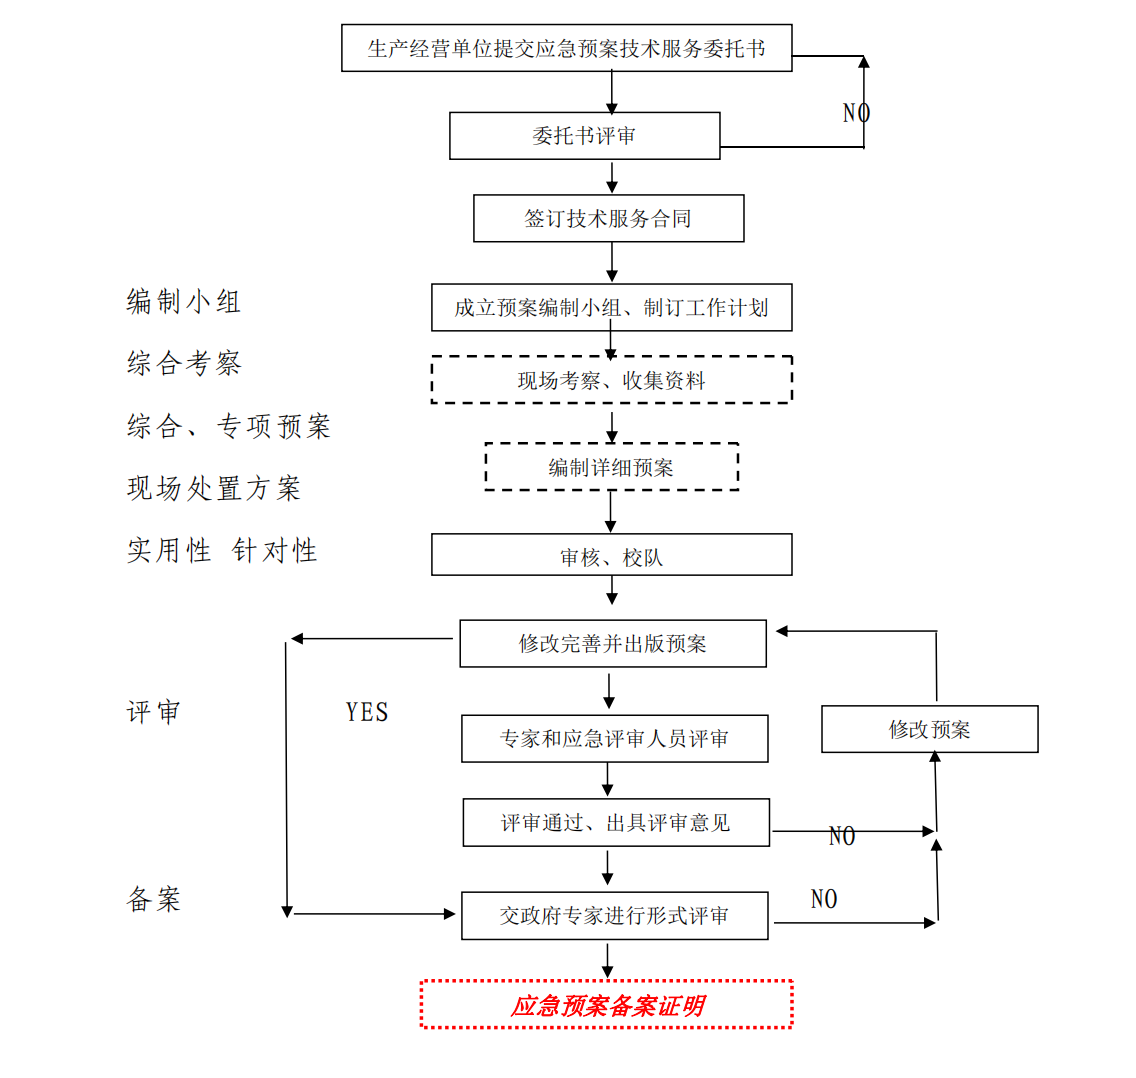 生产经营单位提交应急预案技术服务委托书
NO
委托书评审
签订技术服务合同
编制小组
成立预案编制小组、制订工作计划
综合考察
现场考察、收集资料
综合、专项预案
编制详细预案
现场处置方案
实用性 针对性
审核、校队
修改完善并出版预案
评审
YES
修改预案
专家和应急评审人员评审
评审通过、出具评审意见
NO
备案
NO
交政府专家进行形式评审
应急预案备案证明